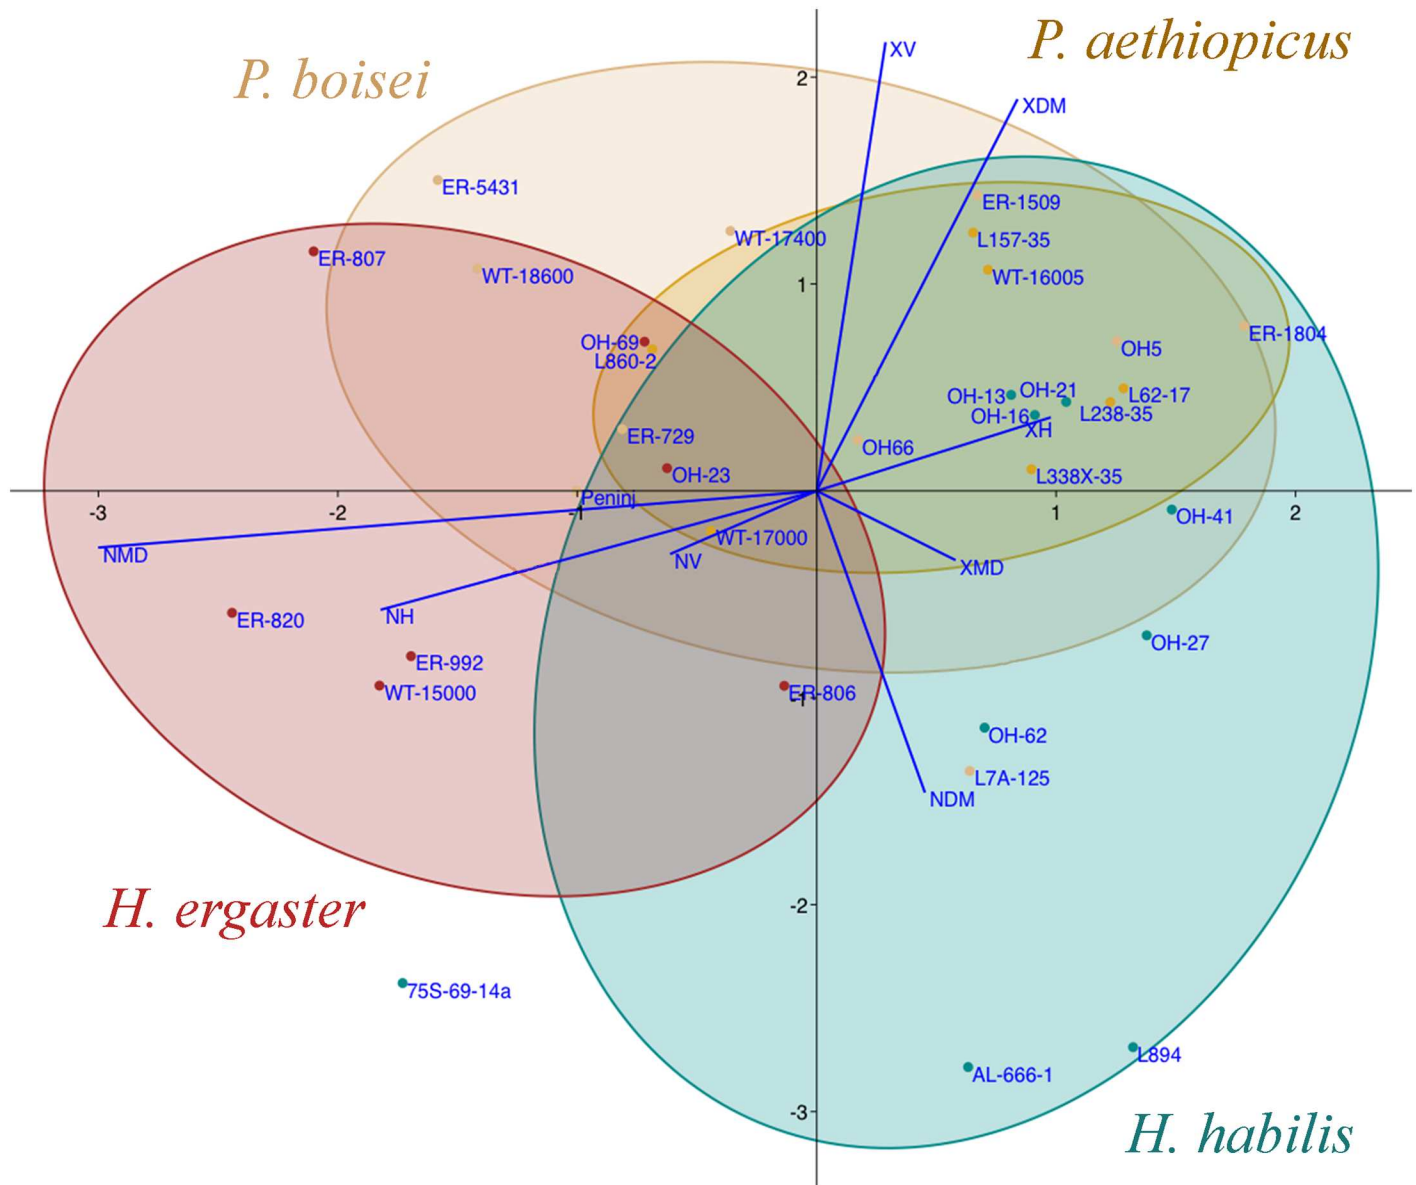 P. aethiopicus
P. boisei
XV
2
XDM
ER-5431
ER-1509
WT-17400
L157-35
ER-807
WT-18600
WT-16005
1
ER-1804
OH-69
OH5
L860-2
OH-13
OH-21
L62-17
OH-16
L238-35
XH
ER-729
OH66
OH-23
L338X-35
Peninj
-3
-2
-1
1
2
OH-41
WT-17000
NMD
NV
XMD
NH
ER-820
OH-27
ER-992
WT-15000
ER-806
-1
OH-62
L7A-125
NDM
-2
H. ergaster
75S-69-14a
L894
AL-666-1
-3
H. habilis